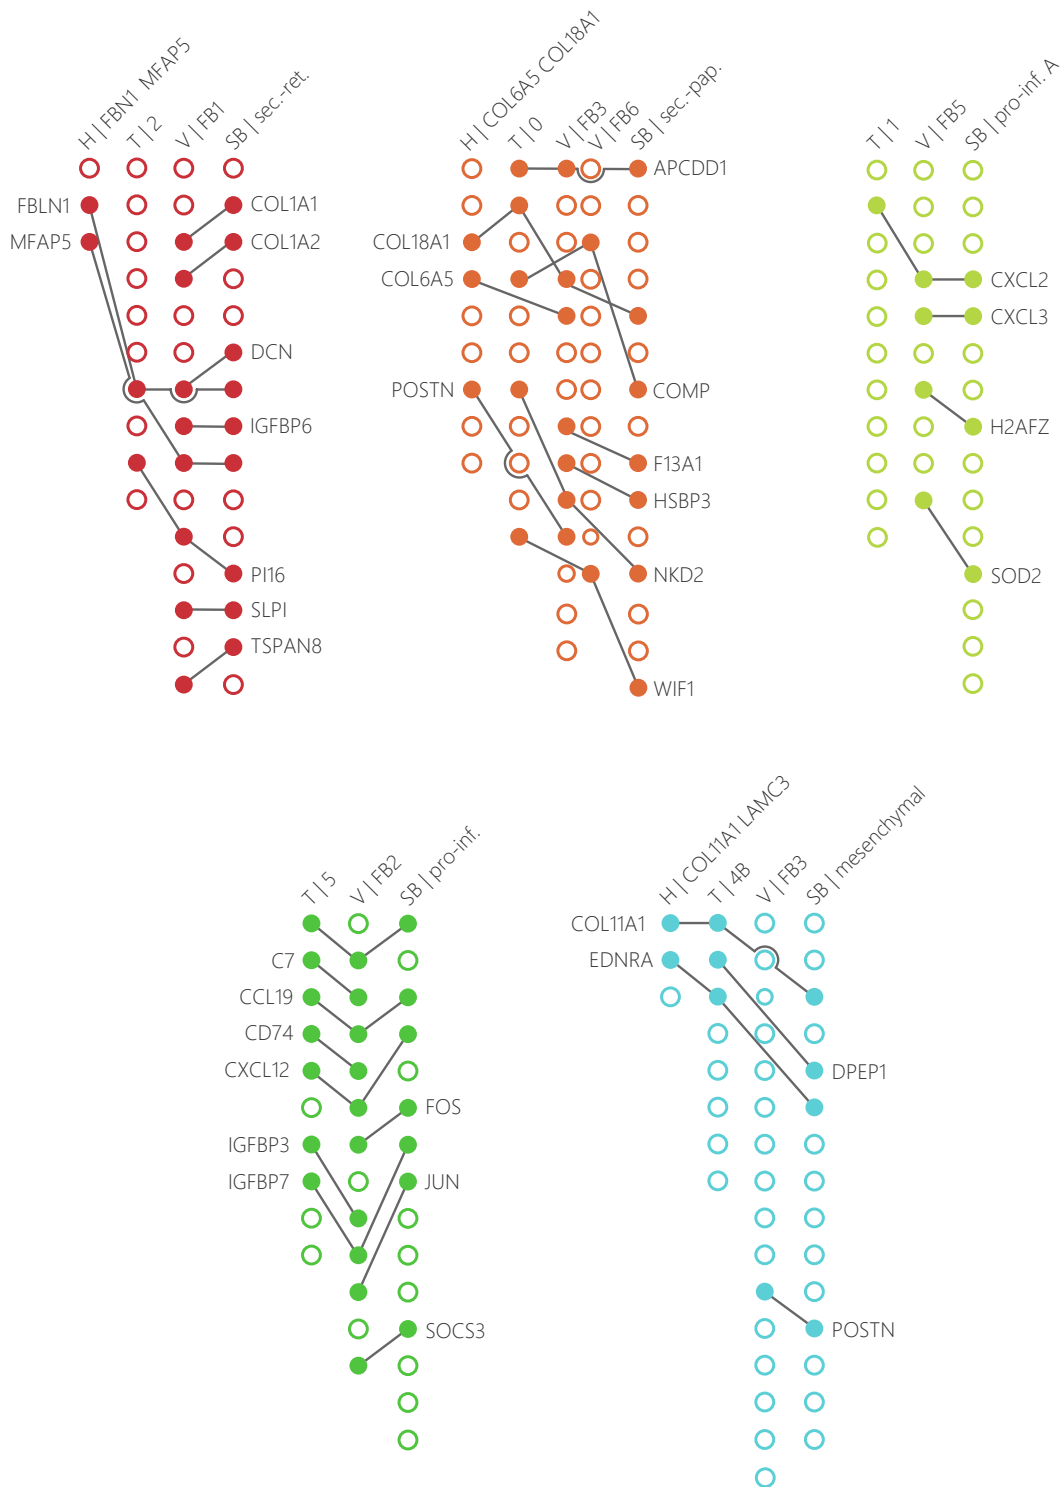 H | FBN1 MFAP5
T | 2
V | FB1
SB | sec.-ret.
FBLN1
MFAP5
COL1A1
COL1A2
DCN
IGFBP6
PI16
SLPI
TSPAN8
H | COL6A5 COL18A1
T | 0
V | FB3
V | FB6
SB | sec.-pap.
APCDD1
COL18A1
COL6A5
POSTN
COMP
F13A1
HSBP3
NKD2
WIF1
T | 1
V | FB5
SB | pro-inf. A
CXCL2
CXCL3
H2AFZ
SOD2
T | 5
V | FB2
SB | pro-inf.
C7
CCL19
CD74
CXCL12
FOS
IGFBP3
IGFBP7
JUN
SOCS3
H | COL11A1 LAMC3
T | 4B
V | FB3
SB | mesenchymal
COL11A1
EDNRA
DPEP1
POSTN